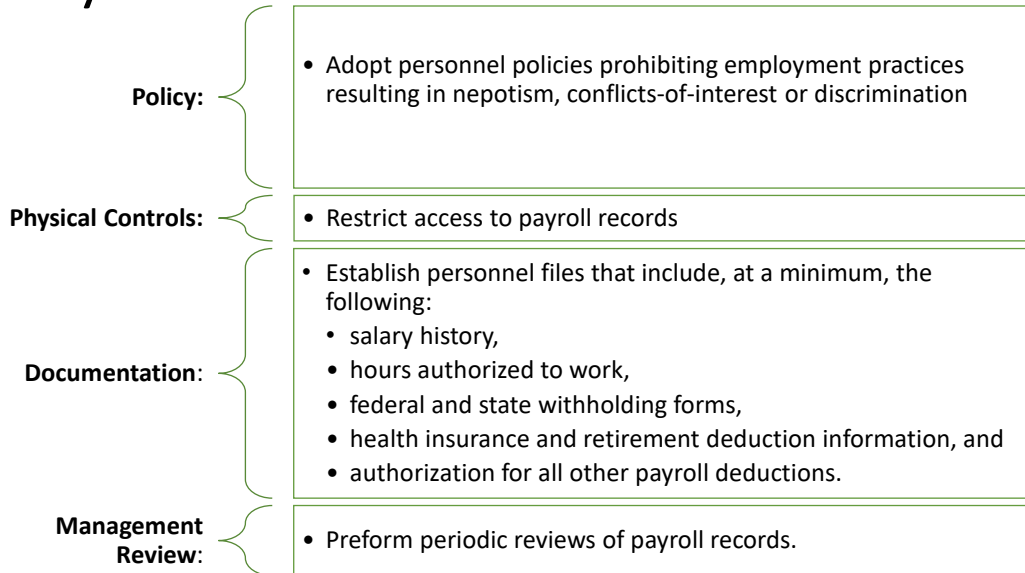 Policy:
• Adopt personnel policies prohibiting employment practices
resulting in nepotism, conflicts-of-interest or discrimination
Physical Controls:
• Restrict access to payroll records
Documentation:
• Establish personnel files that include, at a minimum, the
following:
• salary history,
• hours authorized to work,
• federal and state withholding forms,
• health insurance and retirement deduction information, and
• authorization for all other payroll deductions.
Management
Review:
• Preform periodic reviews of payroll records.